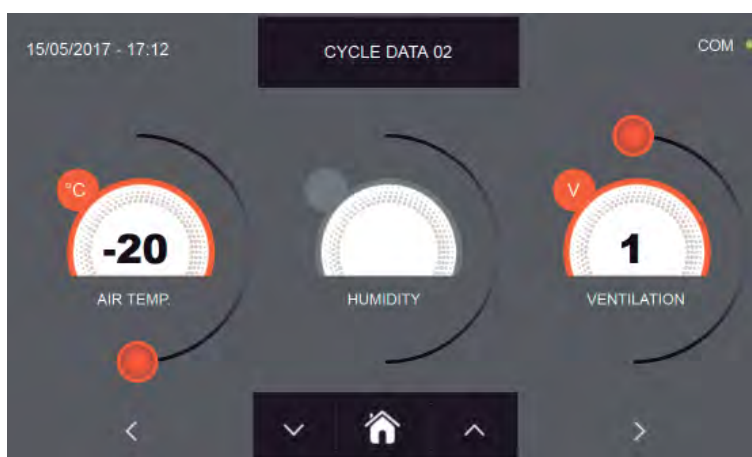 15/05/2017 - 17:12
CYCLE DATA 02
COM
°C
-20
AIR TEMP.
HUMIDITY
V
1
VENTILATION